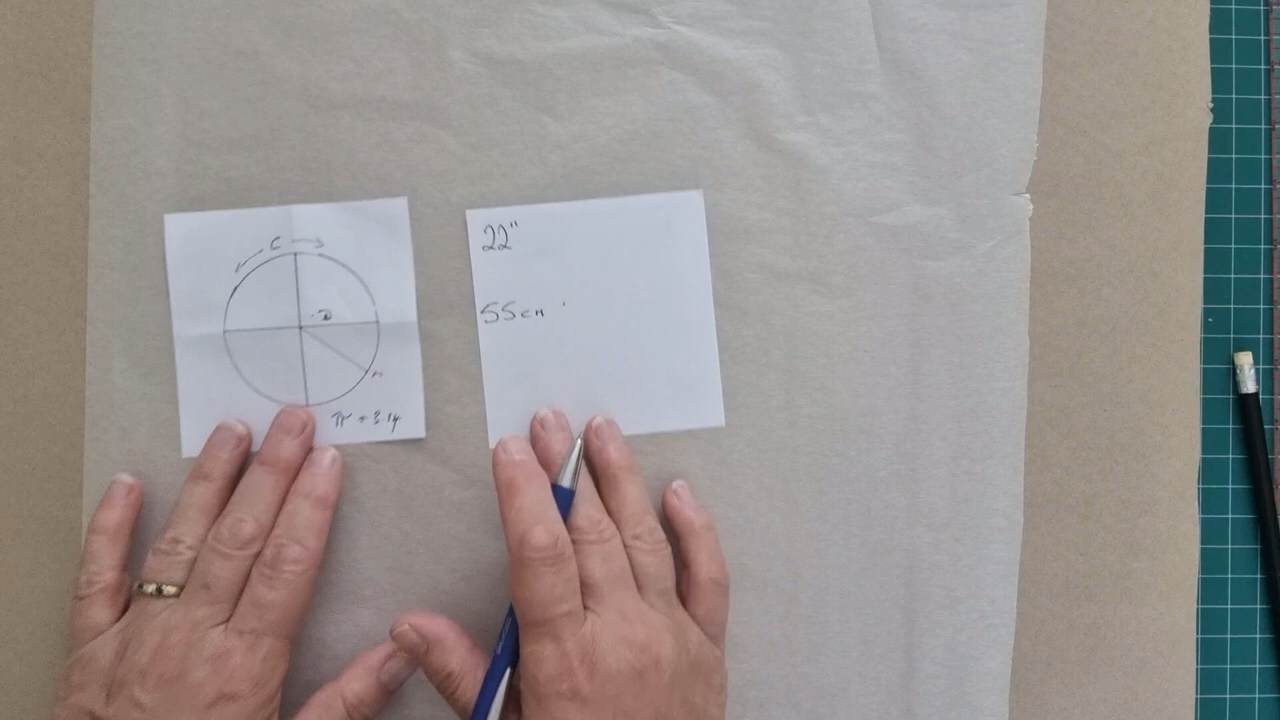 C
D
R
π = 3.14
22"
55cm